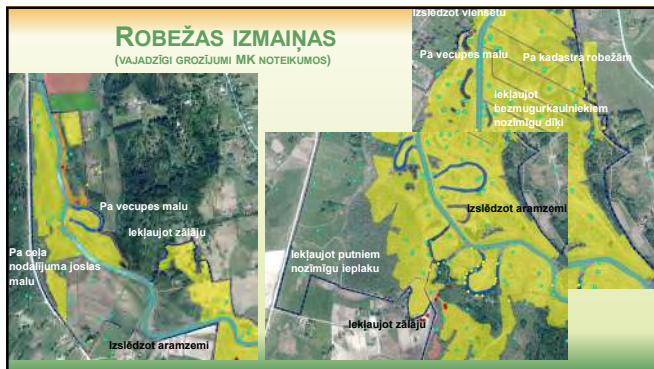 ROBEŽAS IZMAIŅAS
(VAJADZĪGI GROZĪJUMI MK NOTEIKUMOS)
Izslēdzot viensētu
Pa vecupes malu
Pa kadastra robežām
Iekļaujot
bezmugurkaulniekiem
nozīmīgu dīķi
Pa vecupes malu
Iekļaujot zālāju
Pa ceļa
nodalījuma joslas
malu
Izslēdzot aramzemi
Izslēdzot aramzemi
Iekļaujot putniem
nozīmīgu ieplaku
Iekļaujot zālāju